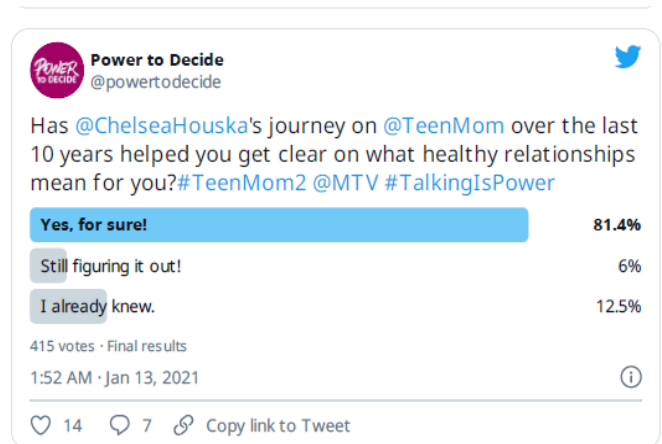 POWER
TO DECIDE
Power to Decide
@powertodecide
Has @ChelseaHouska's journey on @TeenMom over the last
10 years helped you get clear on what healthy relationships
mean for you?#TeenMom2 @MTV #TalkingIsPower
Yes, for sure! 81.4%
Still figuring it out! 6%
I already knew. 12.5%
415 votes · Final results
1:52 AM · Jan 13, 2021
14 7 Copy link to Tweet